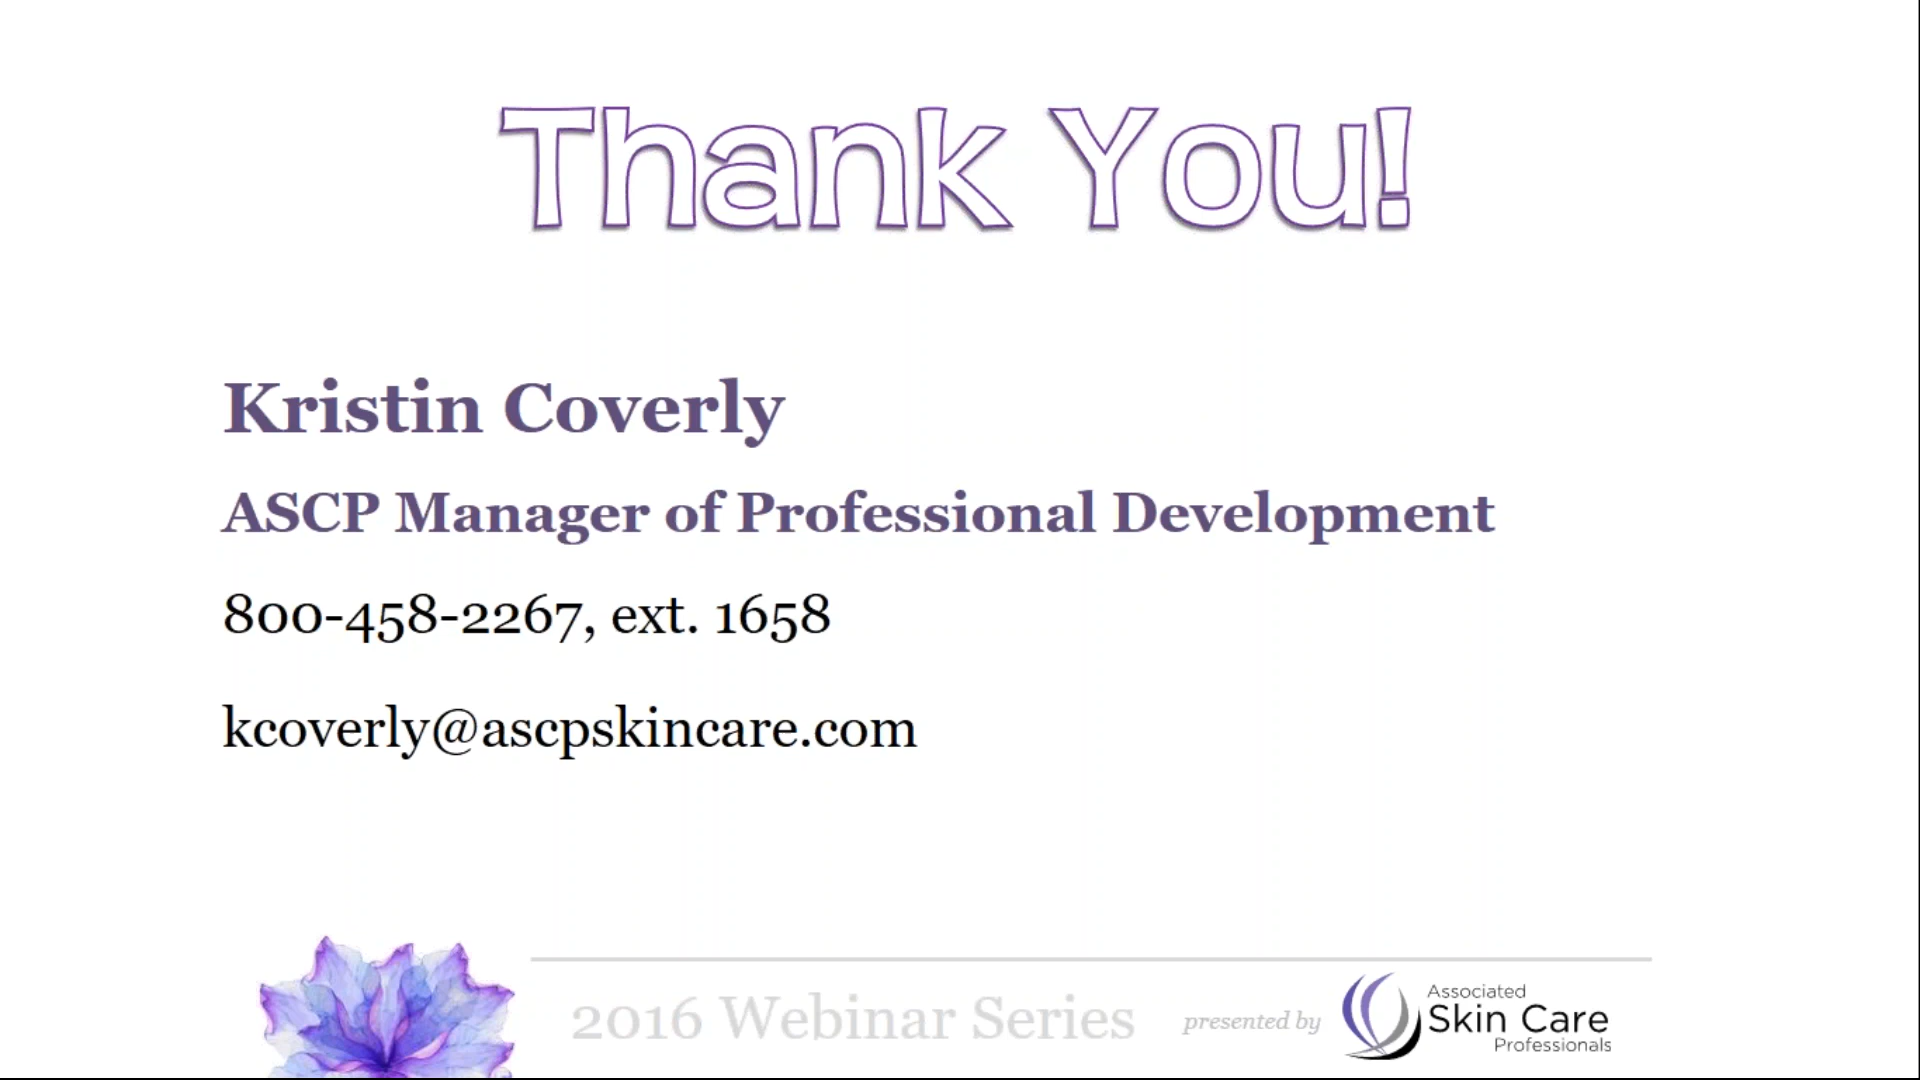 Thank You!
Kristin Coverly
ASCP Manager of Professional Development
800-458-2267, ext. 1658
kcoverly@ascpskincare.com
2016 Webinar Series
presented by
Associated
Skin Care
Professionals